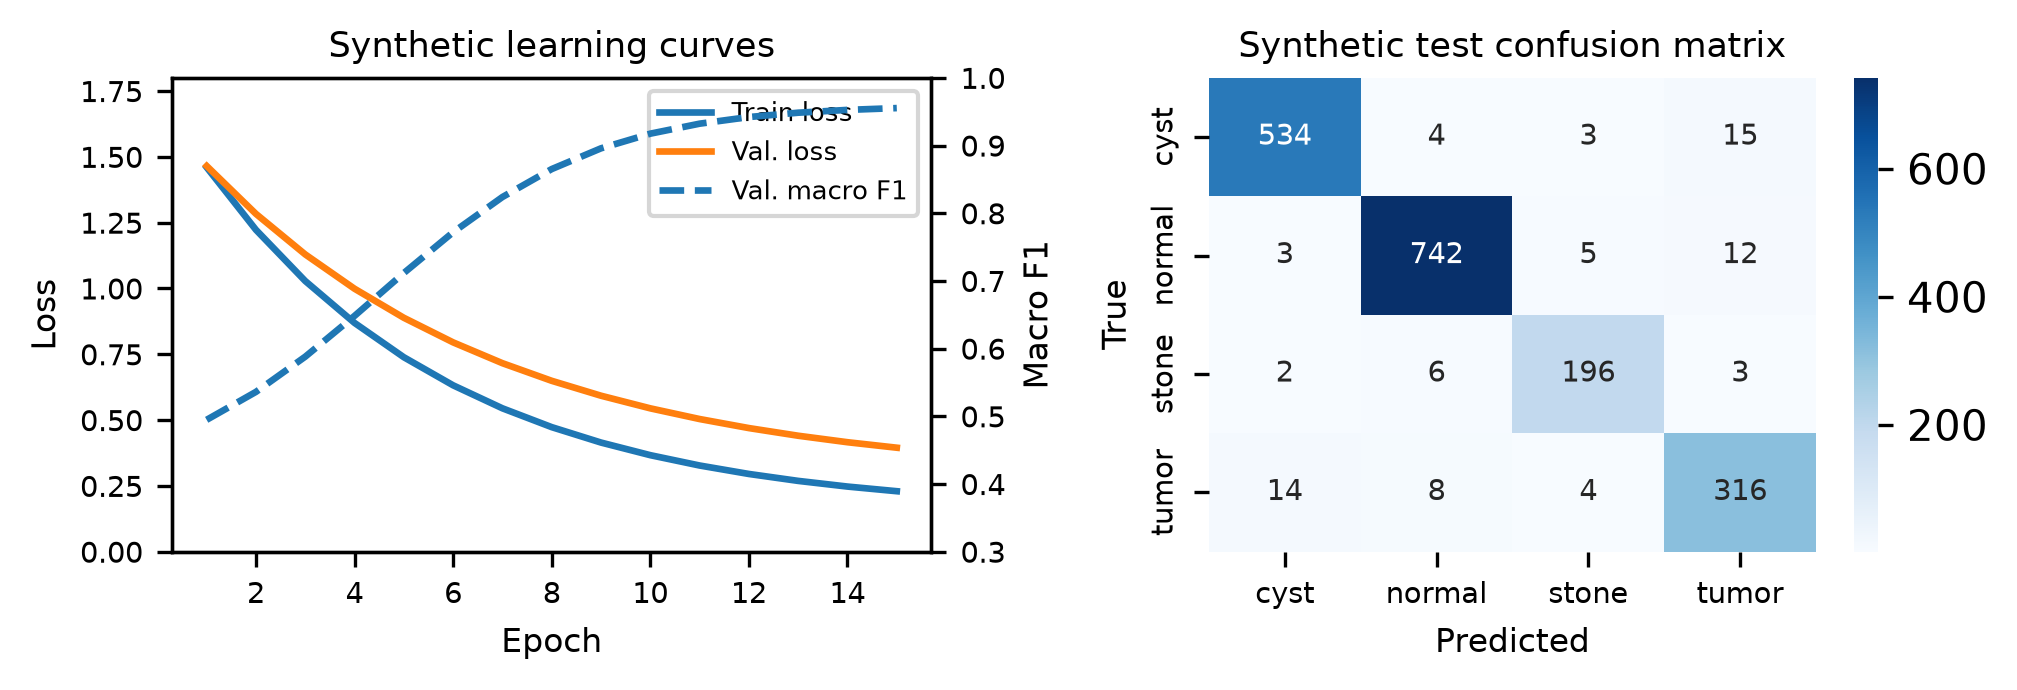 Synthetic learning curves
1.75
1.50
1.25
1.00
0.75
0.50
0.25
0.00
Loss
2 4 6 8 10 12 14
Epoch
1.0
0.9
0.8
0.7
0.6
0.5
0.4
0.3
Macro F1
Train loss
Val. loss
Val. macro F1
Synthetic test confusion matrix
True
cyst 534 4 3 15
normal 3 742 5 12
stone 2 6 196 3
tumor 14 8 4 316
cyst normal stone tumor
Predicted
600
400
200